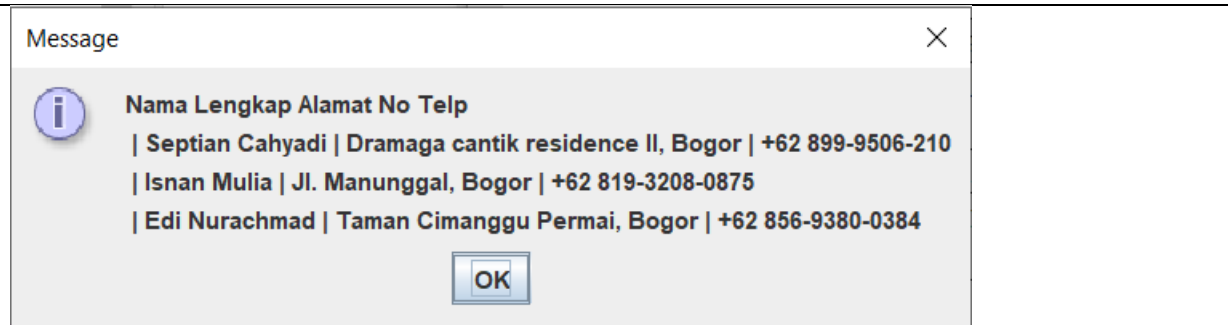 Message
Nama Lengkap Alamat No Telp
| Septian Cahyadi | Dramaga cantik residence II, Bogor | +62 899-9506-210
| Isnan Mulia | Jl. Manunggal, Bogor | +62 819-3208-0875
| Edi Nurachmad | Taman Cimanggu Permai, Bogor | +62 856-9380-0384
OK